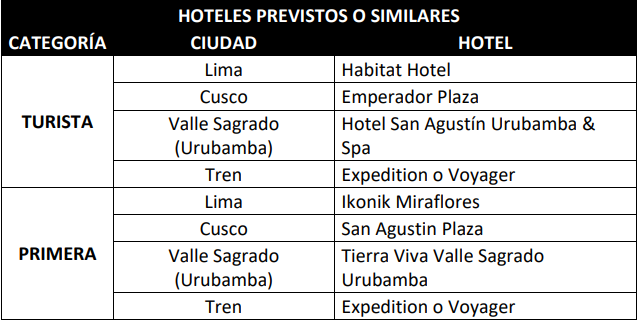 HOTELES PREVISTOS O SIMILARES
CATEGORÍA CIUDAD HOTEL
TURISTA
Lima Habitat Hotel
Cusco Emperador Plaza
Valle Sagrado Hotel San Agustín Urubamba &
(Urubamba) Spa
Tren Expedition o Voyager
PRIMERA
Lima Ikonik Miraflores
Cusco San Agustin Plaza
Valle Sagrado Tierra Viva Valle Sagrado
(Urubamba) Urubamba
Tren Expedition o Voyager